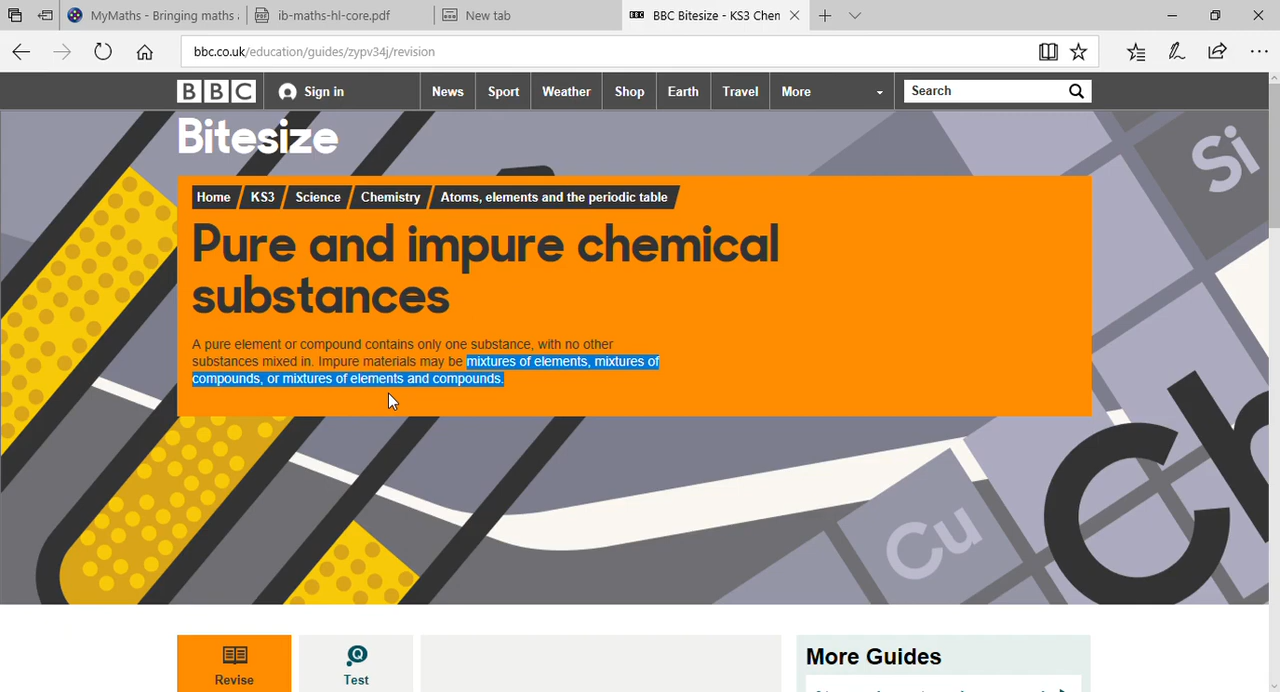 MyMaths - Bringing maths
ib-maths-hl-core.pdf
New tab
BBC Bitesize - KS3 Chen
bbc.co.uk/education/guides/zypv34j/revision
BBC
Sign in
News
Sport
Weather
Shop
Earth
Travel
More
Search
Bitesize
Home
KS3
Science
Chemistry
Atoms, elements and the periodic table
Pure and impure chemical
substances
A pure element or compound contains only one substance, with no other
substances mixed in. Impure materials may be mixtures of elements, mixtures of
compounds, or mixtures of elements and compounds.
Si
Cu
Ch
Revise
Test
More Guides